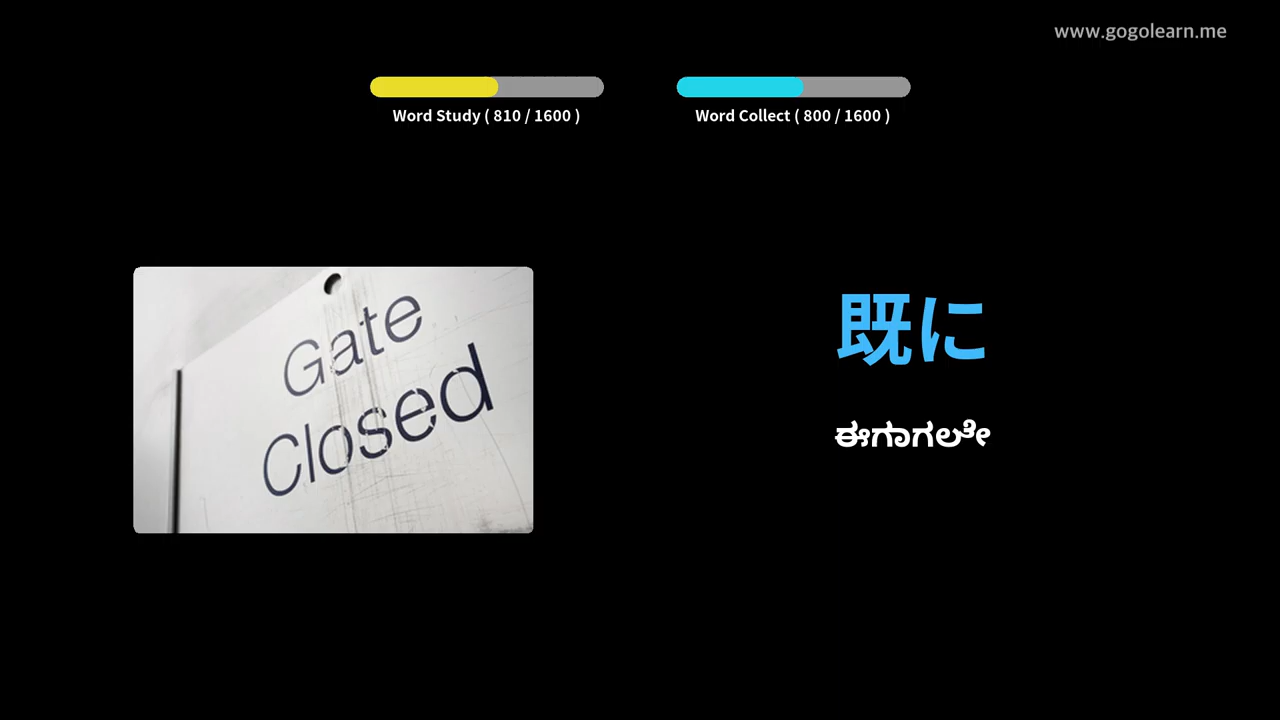 www.gogolearn.me
Word Study ( 810 / 1600 )
Word Collect ( 800 / 1600 )
Gate
Closed
既に
ಈಗಾಗಲೇ